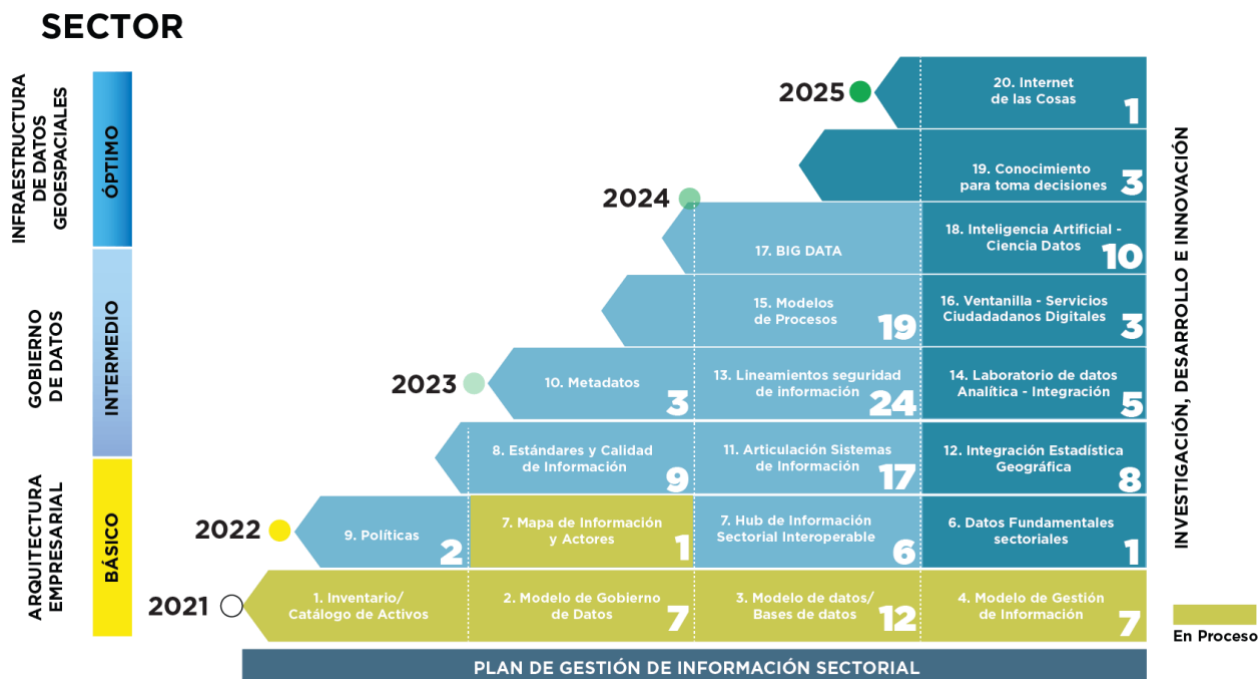 SECTOR
INFRAESTRUCTURA
DE DATOS
GEOESPACIALES
ÓPTIMO
GOBIERNO
DE DATOS
INTERMEDIO
ARQUITECTURA
EMPRESARIAL
BÁSICO
2025
20. Internet
de las Cosas
1
19. Conocimiento
para toma decisiones
3
2024
17. BIG DATA
18. Inteligencia Artificial -
Ciencia Datos
10
15. Modelos
de Procesos
19
16. Ventanilla - Servicios
Ciudadadanos Digitales
3
2023
10. Metadatos
3
13. Lineamientos seguridad
de información
24
14. Laboratorio de datos
Analítica - Integración
5
8. Estándares y Calidad
de Información
9
11. Articulación Sistemas
de Información
17
12. Integración Estadística
Geográfica
8
2022
9. Políticas
2
7. Mapa de Información
y Actores
1
7. Hub de Información
Sectorial Interoperable
6
6. Datos Fundamentales
sectoriales
1
2021
1. Inventario/
Catálogo de Activos
2. Modelo de Gobierno
de Datos
7
3. Modelo de datos/
Bases de datos
12
4. Modelo de Gestión
de Información
7
PLAN DE GESTIÓN DE INFORMACIÓN SECTORIAL
INVESTIGACIÓN, DESARROLLO E INNOVACIÓN
En Proceso